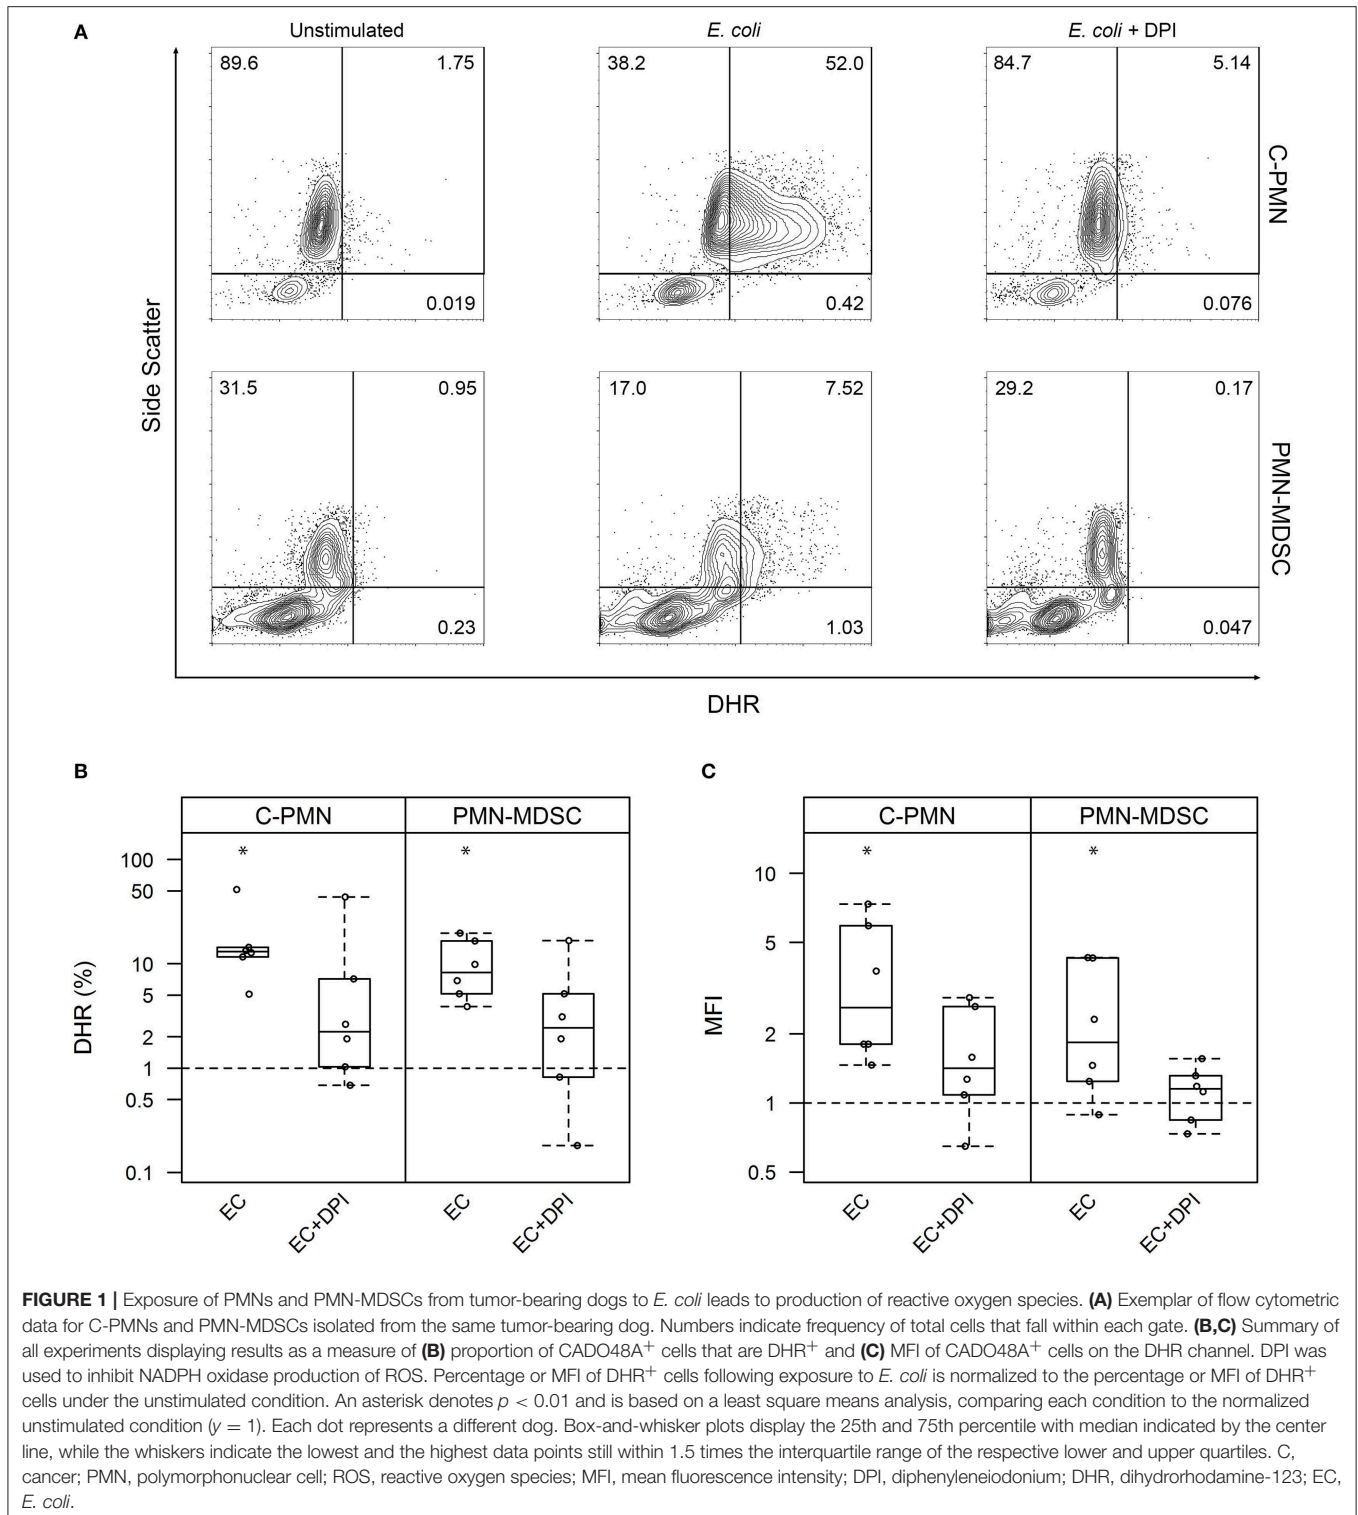 A
Unstimulated
E. coli
E. coli + DPI
89.6
1.75
38.2
52.0
84.7
5.14
C-PMN
0.019
0.42
0.076
Side Scatter
31.5
0.95
17.0
7.52
29.2
0.17
PMN-MDSC
0.23
1.03
0.047
DHR
B
C-PMN
PMN-MDSC
*
*
DHR (%)
100
50
10
5
2
1
0.5
0.1
EC
EC+DPI
EC
EC+DPI
C
C-PMN
PMN-MDSC
*
*
MFI
10
5
2
1
0.5
EC
EC+DPI
EC
EC+DPI
FIGURE 1 | Exposure of PMNs and PMN-MDSCs from tumor-bearing dogs to E. coli leads to production of reactive oxygen species. (A) Exemplar of flow cytometric
data for C-PMNs and PMN-MDSCs isolated from the same tumor-bearing dog. Numbers indicate frequency of total cells that fall within each gate. (B,C) Summary of
all experiments displaying results as a measure of (B) proportion of CADO48A+ cells that are DHR+ and (C) MFI of CADO48A+ cells on the DHR channel. DPI was
used to inhibit NADPH oxidase production of ROS. Percentage or MFI of DHR+ cells following exposure to E. coli is normalized to the percentage or MFI of DHR+
cells under the unstimulated condition. An asterisk denotes p < 0.01 and is based on a least square means analysis, comparing each condition to the normalized
unstimulated condition (y = 1). Each dot represents a different dog. Box-and-whisker plots display the 25th and 75th percentile with median indicated by the center
line, while the whiskers indicate the lowest and the highest data points still within 1.5 times the interquartile range of the respective lower and upper quartiles. C,
cancer; PMN, polymorphonuclear cell; ROS, reactive oxygen species; MFI, mean fluorescence intensity; DPI, diphenyleneiodonium; DHR, dihydrorhodamine-123; EC,
E. coli.